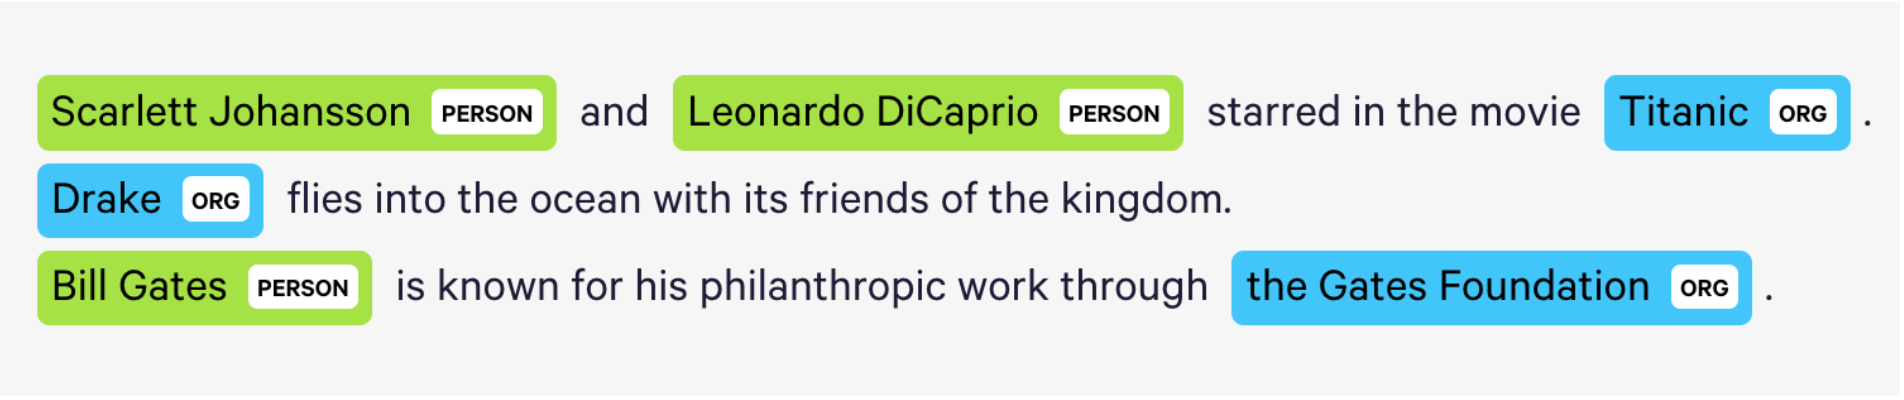 Scarlett Johansson PERSON and Leonardo DiCaprio PERSON starred in the movie Titanic ORG .
Drake ORG flies into the ocean with its friends of the kingdom.
Bill Gates PERSON is known for his philanthropic work through the Gates Foundation ORG .